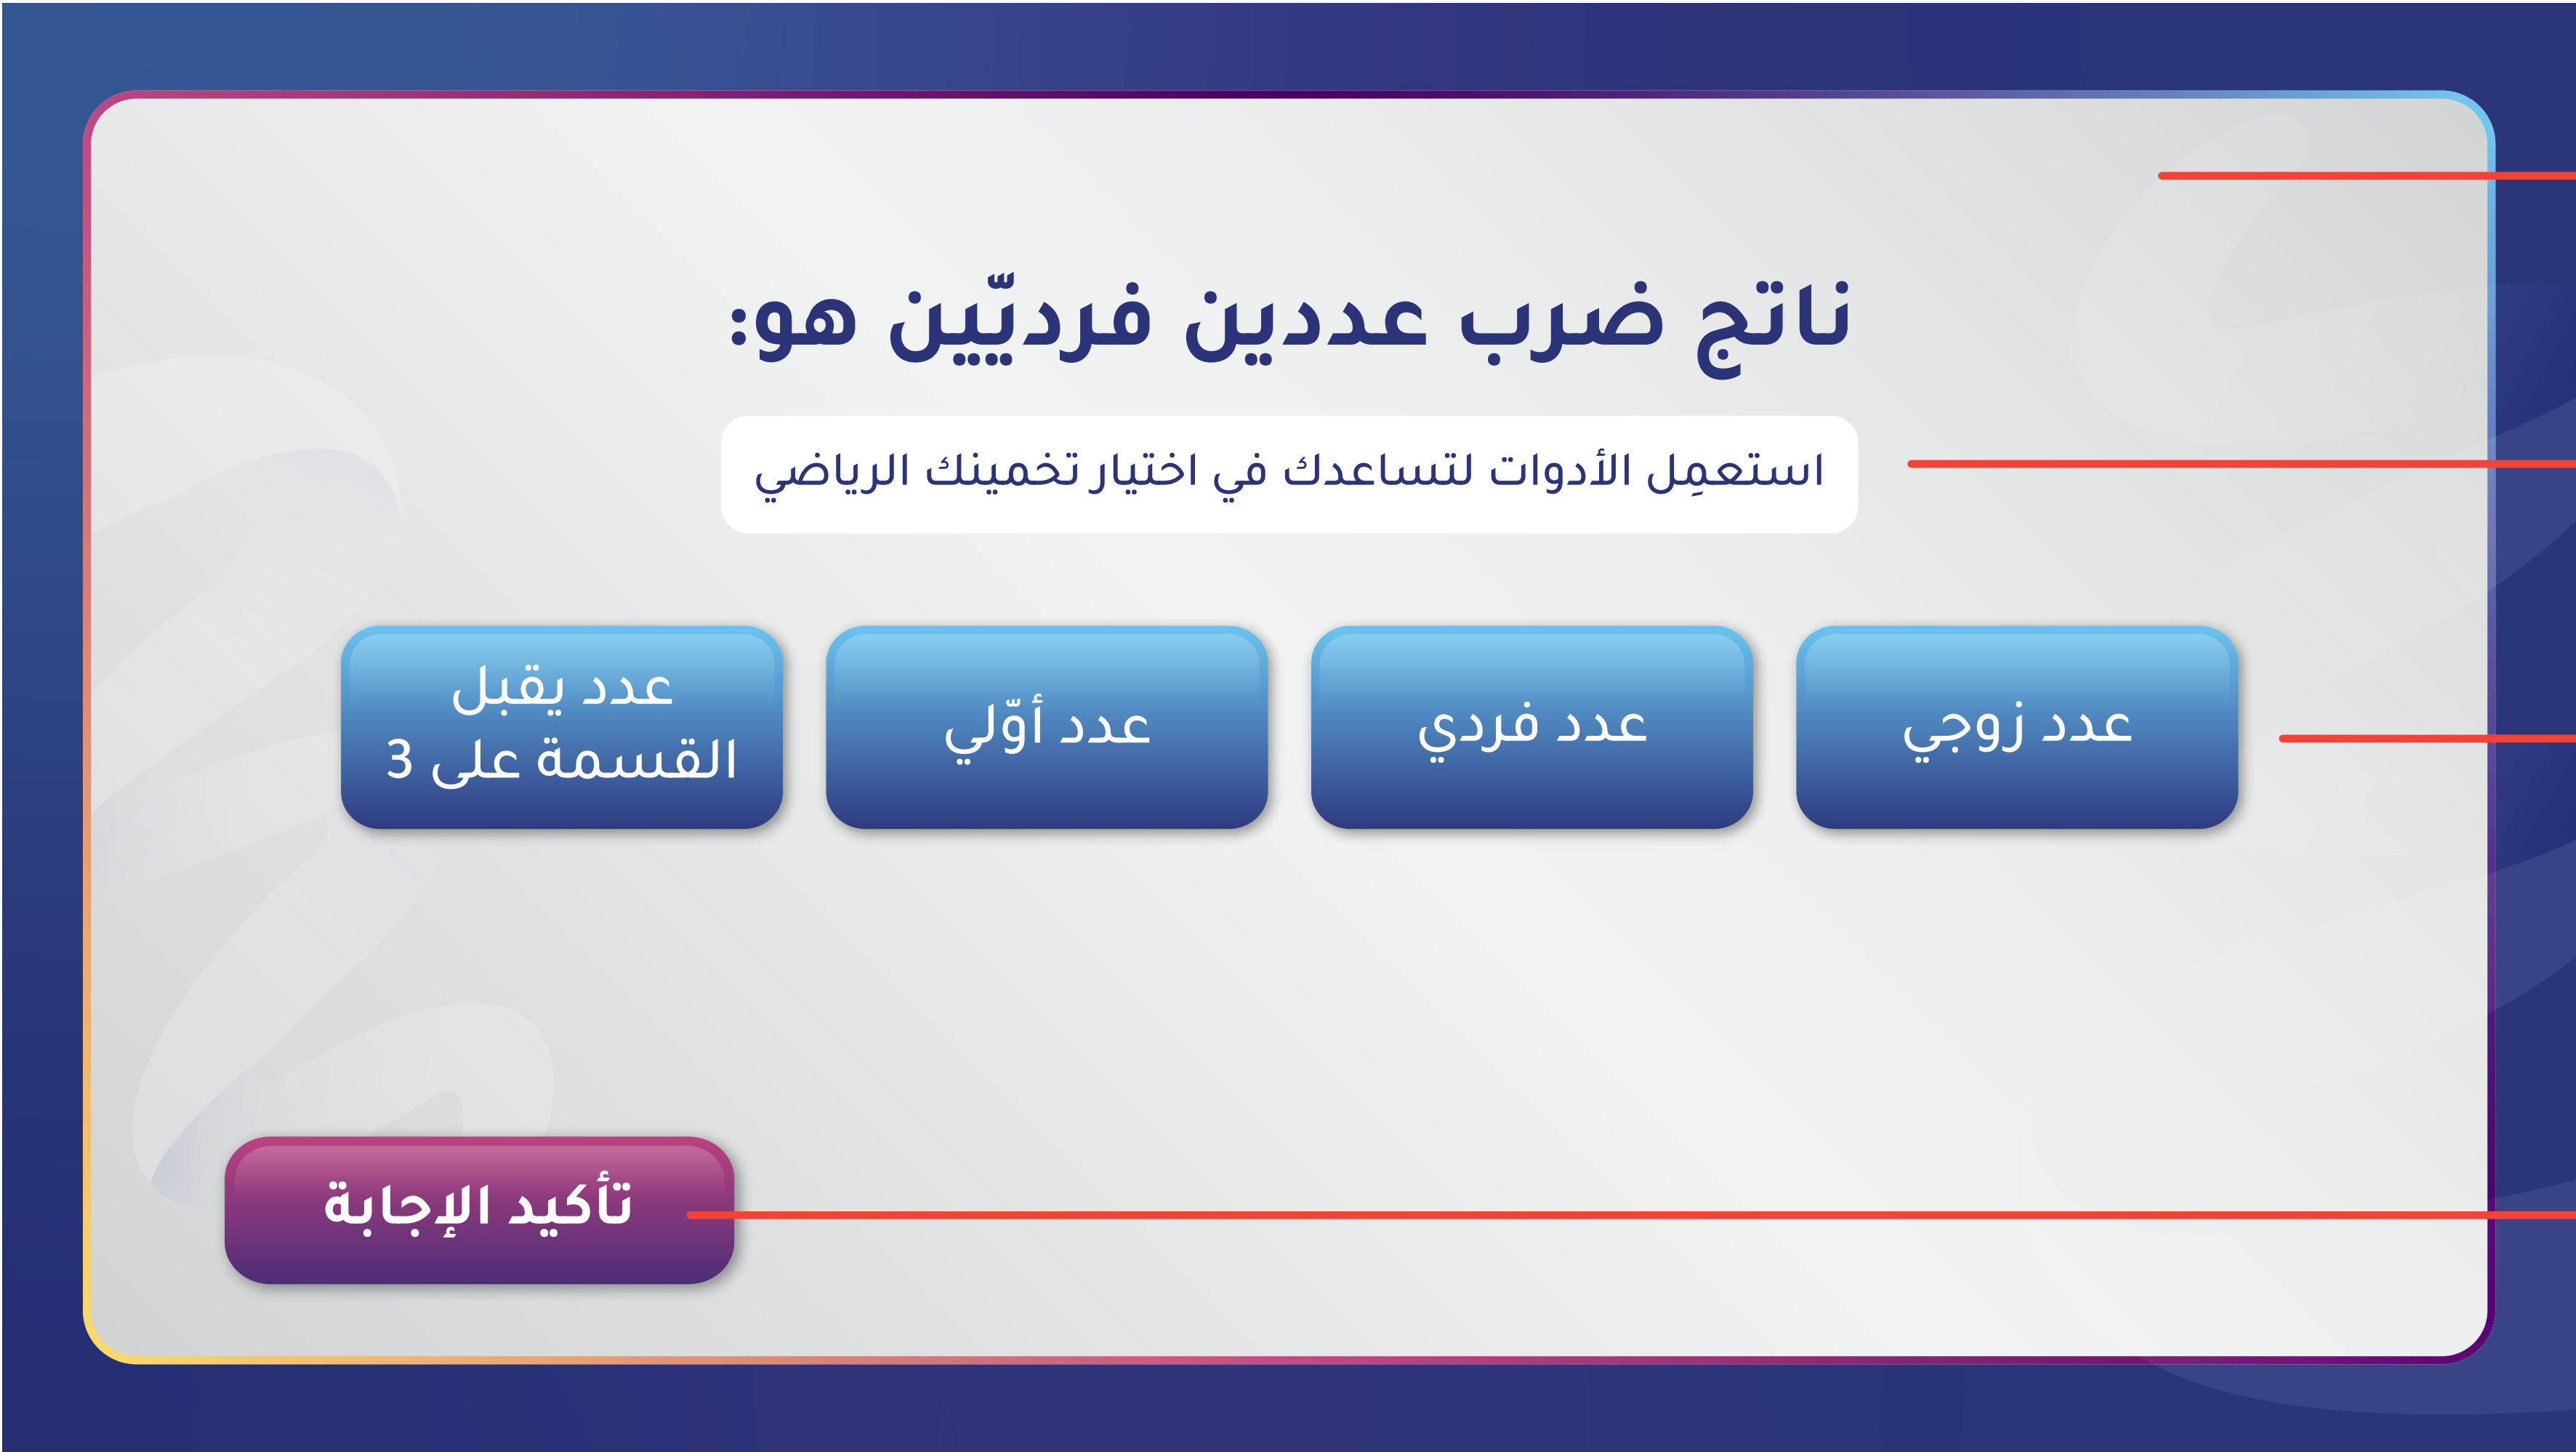 ناتج ضرب عددين فرديّين هو:
استعمِل الأدوات لتساعدك في اختيار تخمينك الرياضي
عدد زوجي
عدد فردي
عدد أوّلي
عدد يقبل
القسمة على 3
تأكيد الإجابة